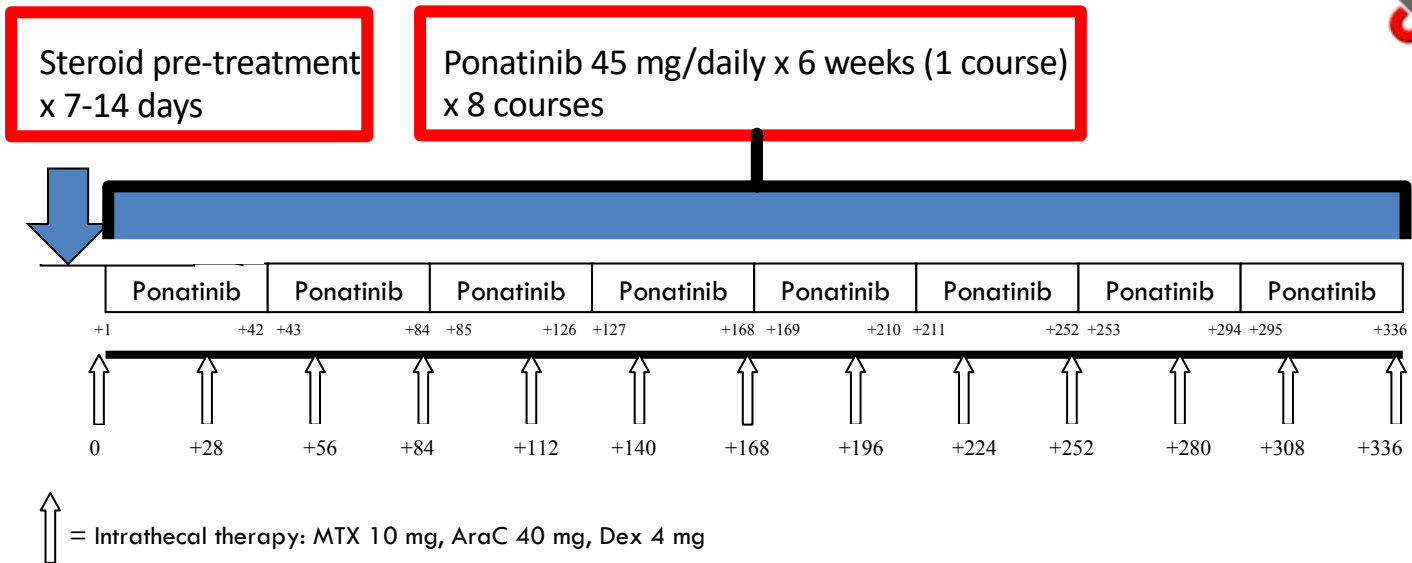 Steroid pre-treatment
x 7-14 days
Ponatinib 45 mg/daily x 6 weeks (1 course)
x 8 courses
Ponatinib Ponatinib Ponatinib Ponatinib Ponatinib Ponatinib Ponatinib Ponatinib
+1 +42 +43 +84 +85 +126 +127 +168 +169 +210 +211 +252 +253 +294 +295 +336
0 +28 +56 +84 +112 +140 +168 +196 +224 +252 +280 +308 +336
= Intrathecal therapy: MTX 10 mg, AraC 40 mg, Dex 4 mg